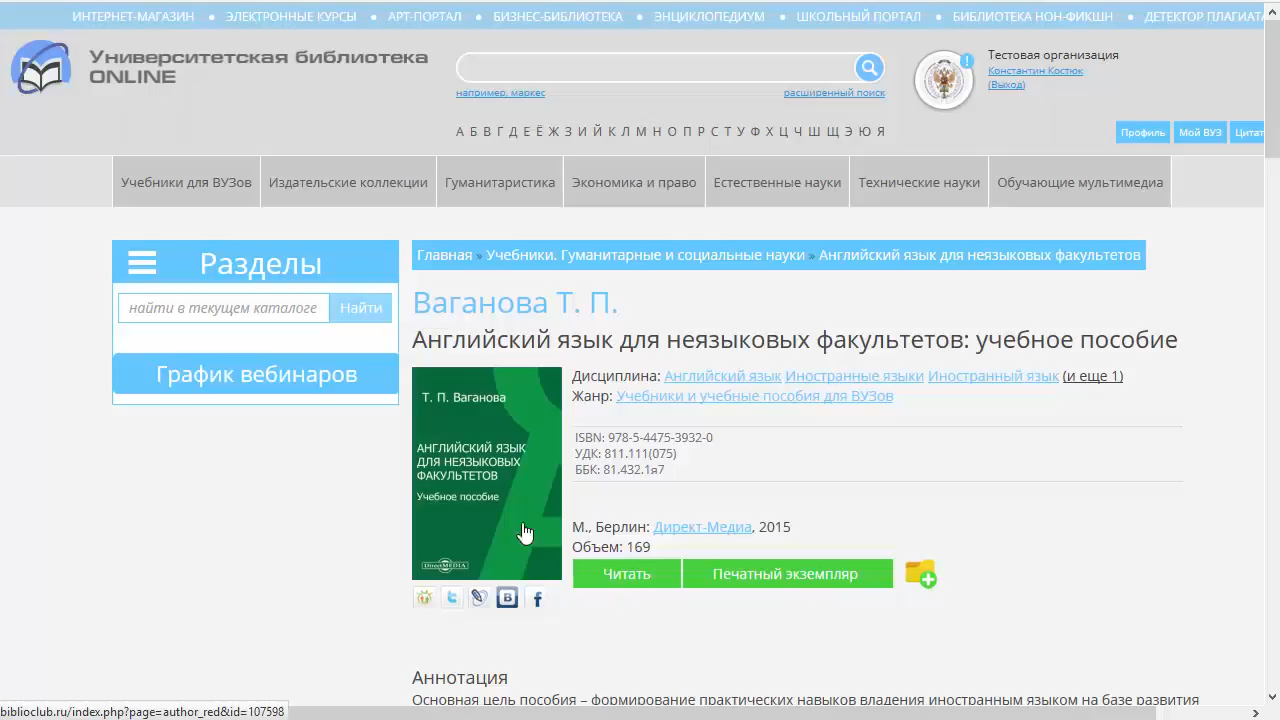 ИНТЕРНЕТ-МАГАЗИН • ЭЛЕКТРОННЫЕ КУРСЫ • АРТ-ПОРТАЛ • БИЗНЕС-БИБЛИОТЕКА • ЭНЦИКЛОПЕДИУМ • ШКОЛЬНЫЙ ПОРТАЛ • БИБЛИОТЕКА НОН-ФИКШН • ДЕТЕКТОР ПЛАГИАТА
Университетская библиотека
ONLINE
например, маркс
расширенный поиск
Тестовая организация
Константин Костюк
(Выход)
А Б В Г Д Е Ё Ж З И Й К Л М Н О П Р С Т У Ф Х Ц Ч Ш Щ Э Ю Я
Профиль Мой ВУЗ Цитат
Учебники для ВУЗов Издательские коллекции Гуманитаристика Экономика и право Естественные науки Технические науки Обучающие мультимедиа
Разделы
найти в текущем каталоге Найти
График вебинаров
Главная » Учебники. Гуманитарные и социальные науки » Английский язык для неязыковых факультетов
Ваганова Т. П.
Английский язык для неязыковых факультетов: учебное пособие
Т. П. Ваганова
АНГЛИЙСКИЙ ЯЗЫК
ДЛЯ НЕЯЗЫКОВЫХ
ФАКУЛЬТЕТОВ
Учебное пособие
DirectMEDIA
Дисциплина: Английский язык Иностранные языки Иностранный язык (и еще 1)
Жанр: Учебники и учебные пособия для ВУЗов
ISBN: 978-5-4475-3932-0
УДК: 811.111(075)
ББК: 81.432.1я7
М., Берлин: Директ-Медиа, 2015
Объем: 169
Читать Печатный экземпляр
Аннотация
Основная цель пособия – формирование практических навыков владения иностранным языком на базе развития
biblioclub.ru/index.php?page=author_red&id=107598